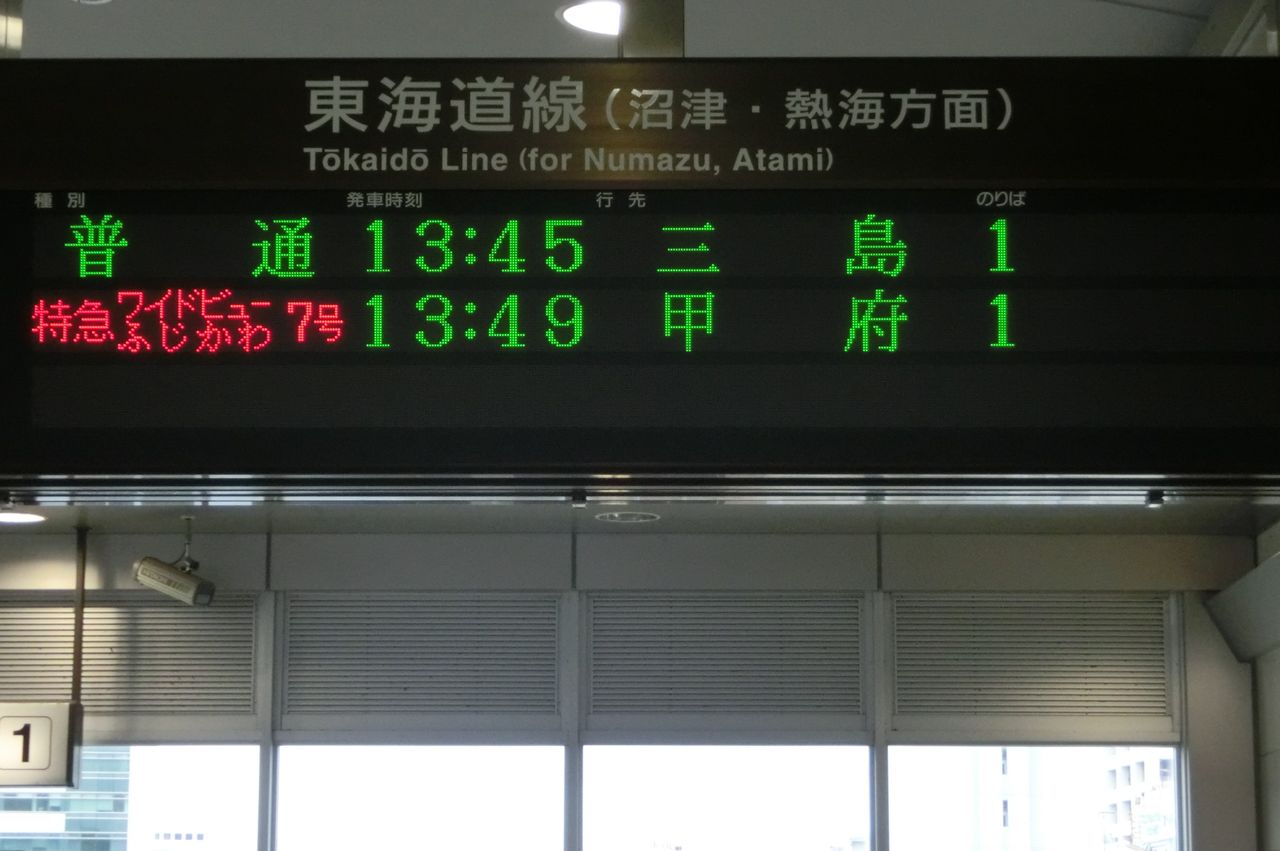 東海道線(沼津・熱海方面)
Tōkaidō Line (for Numazu, Atami)
種別 発車時刻 行先 のりば
普通 13:45 三島 1
特急 ワイドビュー ふじかわ 7号 13:49 甲府 1
1